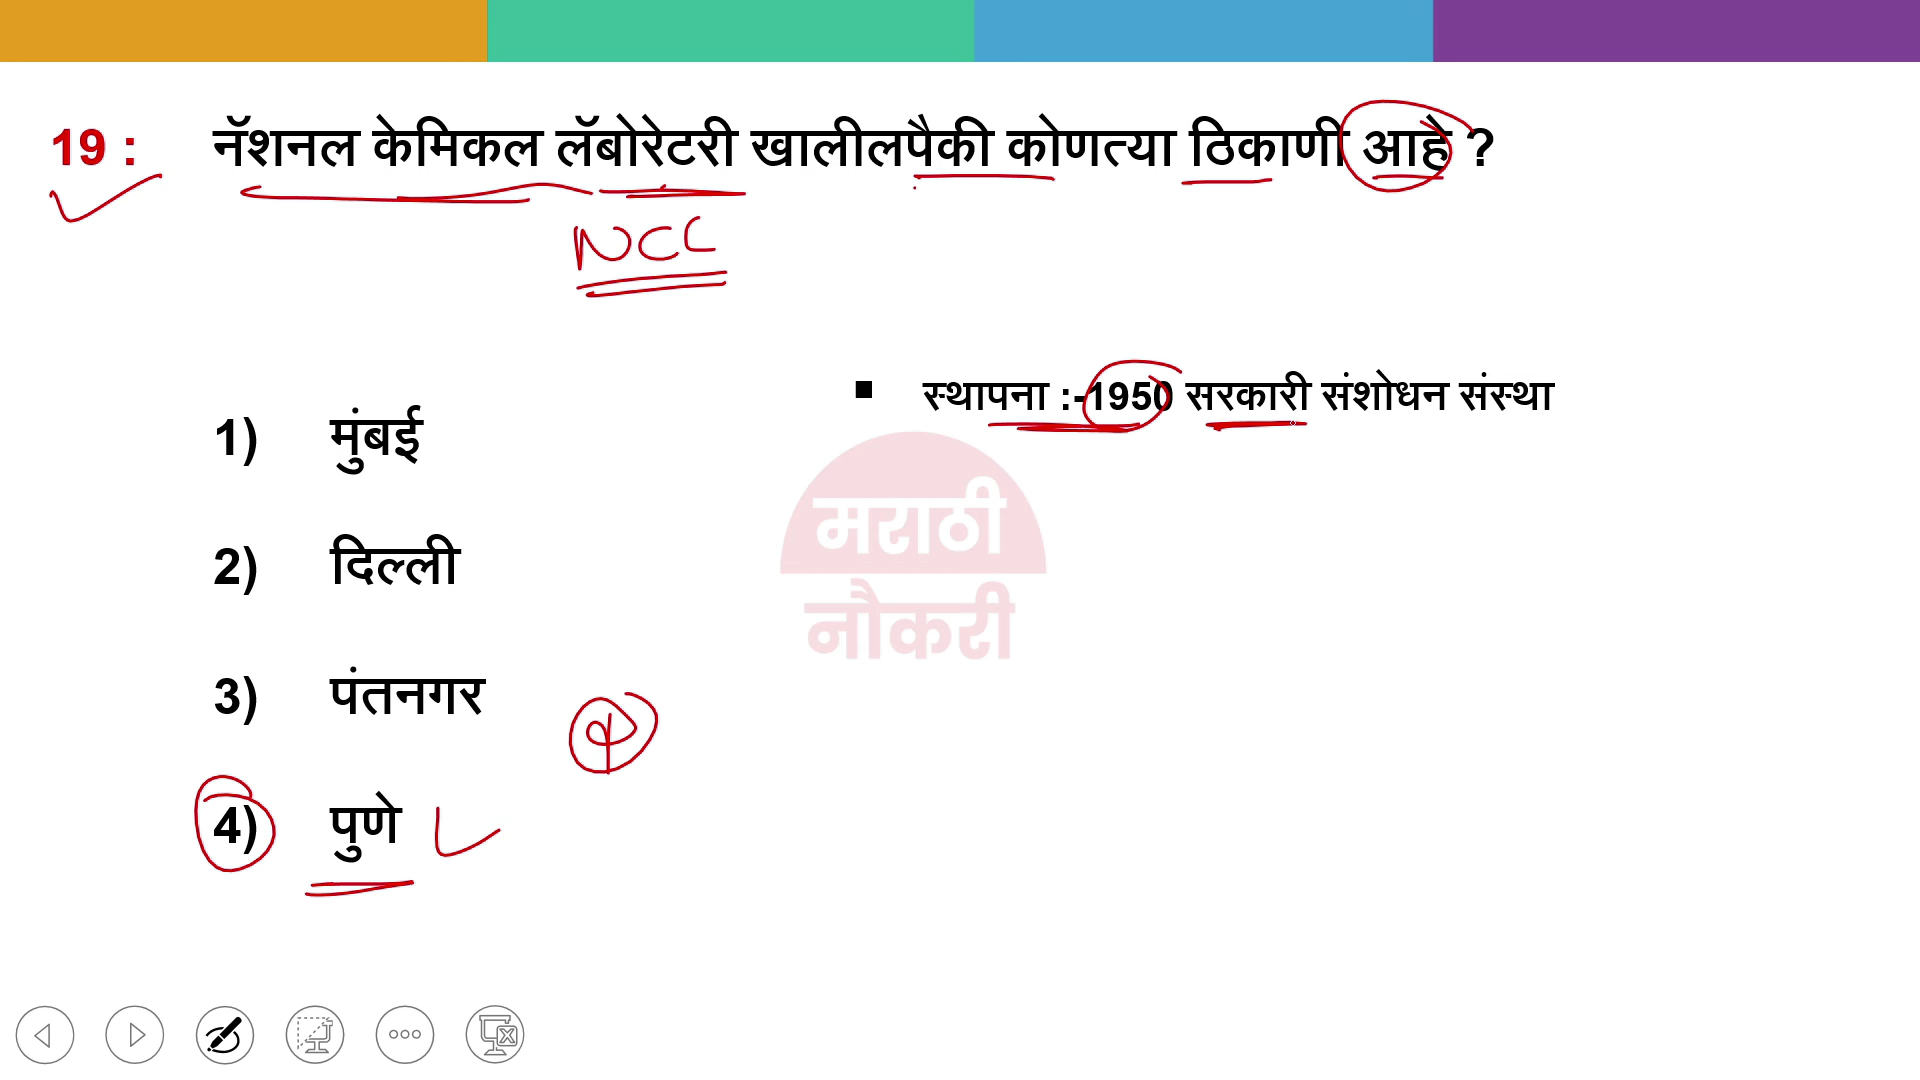 19 : नॅशनल केमिकल लॅबोरेटरी खालीलपैकी कोणत्या ठिकाणी आहे ?
NCL
स्थापना :-1950 सरकारी संशोधन संस्था
1) मुंबई
2) दिल्ली
3) पंतनगर
4) पुणे
मराठी
नौकरी